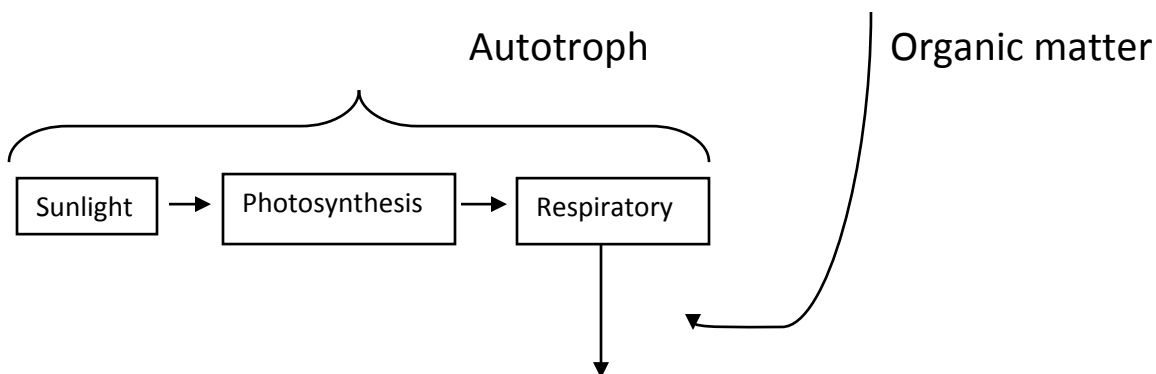 Autotroph
Organic matter
Sunlight
Photosynthesis
Respiratory